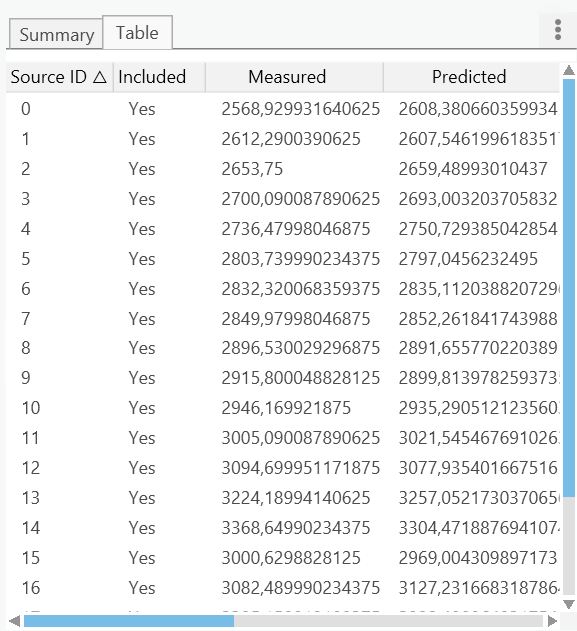 Summary Table
Source ID △ Included Measured Predicted
0 Yes 2568,929931640625 2608,380660359934
1 Yes 2612,2900390625 2607,546199618351
2 Yes 2653,75 2659,48993010437
3 Yes 2700,090087890625 2693,003203705832
4 Yes 2736,47998046875 2750,729385042854
5 Yes 2803,739990234375 2797,0456232495
6 Yes 2832,320068359375 2835,112038820729
7 Yes 2849,97998046875 2852,261841743988
8 Yes 2896,530029296875 2891,655770220389
9 Yes 2915,800048828125 2899,813978259373
10 Yes 2946,169921875 2935,290512123560
11 Yes 3005,090087890625 3021,545467691026
12 Yes 3094,699951171875 3077,935401667516
13 Yes 3224,18994140625 3257,052173037065
14 Yes 3368,64990234375 3304,471887694107
15 Yes 3000,6298828125 2969,004309897173
16 Yes 3082,489990234375 3127,231668318786